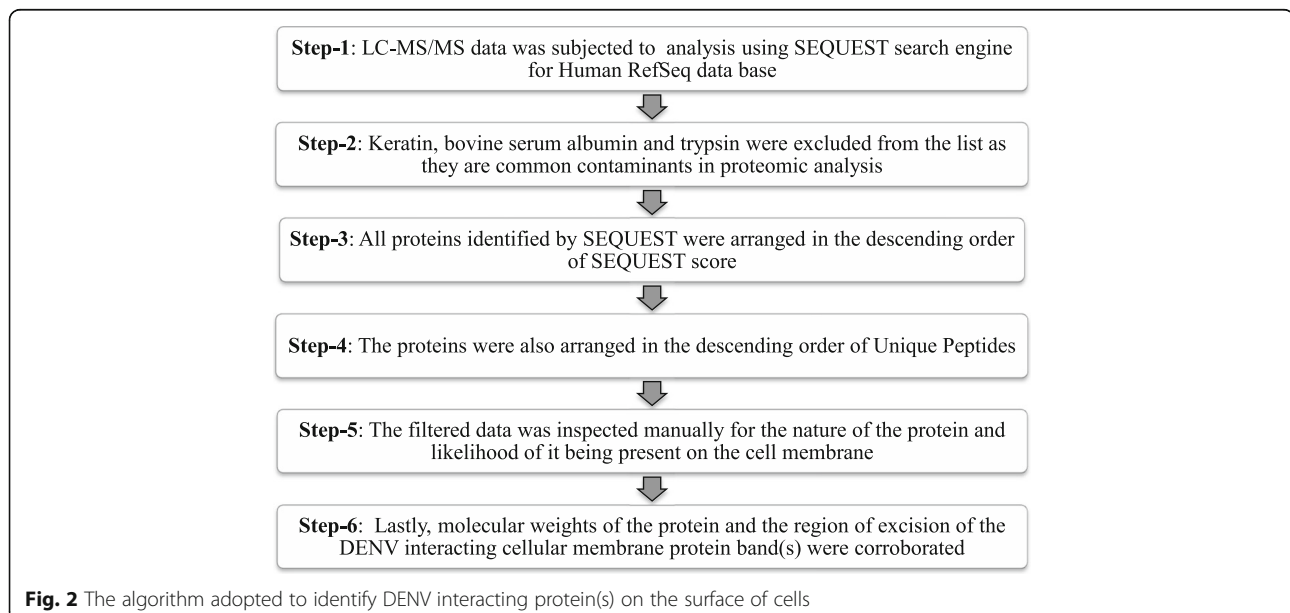 Step-1: LC-MS/MS data was subjected to analysis using SEQUEST search engine
for Human RefSeq data base
Step-2: Keratin, bovine serum albumin and trypsin were excluded from the list as
they are common contaminants in proteomic analysis
Step-3: All proteins identified by SEQUEST were arranged in the descending order
of SEQUEST score
Step-4: The proteins were also arranged in the descending order of Unique Peptides
Step-5: The filtered data was inspected manually for the nature of the protein and
likelihood of it being present on the cell membrane
Step-6: Lastly, molecular weights of the protein and the region of excision of the
DENV interacting cellular membrane protein band(s) were corroborated
Fig. 2 The algorithm adopted to identify DENV interacting protein(s) on the surface of cells